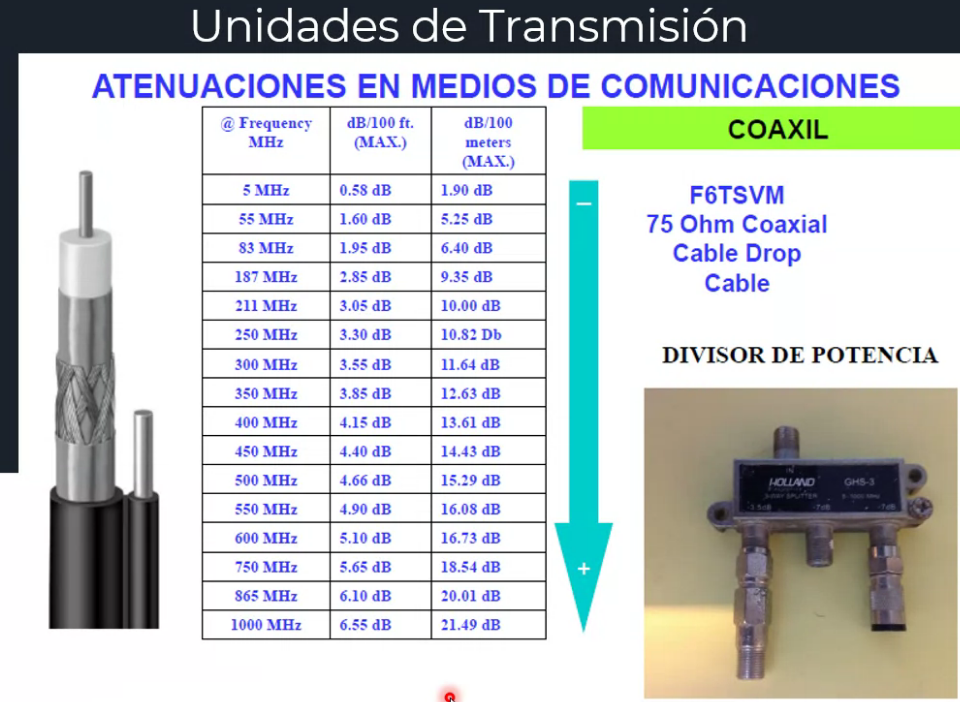 Unidades de Transmisión
ATENUACIONES EN MEDIOS DE COMUNICACIONES
@ Frequency MHz dB/100 ft. (MAX.) dB/100 meters (MAX.)
5 MHz 0.58 dB 1.90 dB
55 MHz 1.60 dB 5.25 dB
83 MHz 1.95 dB 6.40 dB
187 MHz 2.85 dB 9.35 dB
211 MHz 3.05 dB 10.00 dB
250 MHz 3.30 dB 10.82 Db
300 MHz 3.55 dB 11.64 dB
350 MHz 3.85 dB 12.63 dB
400 MHz 4.15 dB 13.61 dB
450 MHz 4.40 dB 14.43 dB
500 MHz 4.66 dB 15.29 dB
550 MHz 4.90 dB 16.08 dB
600 MHz 5.10 dB 16.73 dB
750 MHz 5.65 dB 18.54 dB
865 MHz 6.10 dB 20.01 dB
1000 MHz 6.55 dB 21.49 dB
−
+
COAXIL
F6TSVM
75 Ohm Coaxial
Cable Drop
Cable
DIVISOR DE POTENCIA
IN
HOLLAND GHS-3
3-WAY SPLITTER 5-1000 MHz
-3.5dB -7dB -7dB